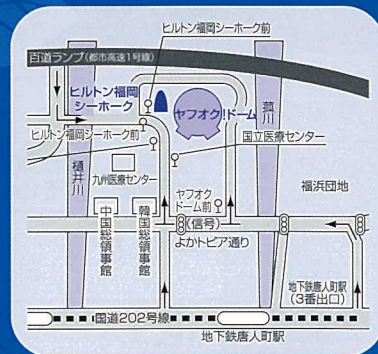 ヒルトン福岡シーホーク前
百道ランプ(都市高速1号線)
ヒルトン福岡
シーホーク
ヤフオク!ドーム
菰川
ヒルトン福岡シーホーク前
国立医療センター
樋井川
九州医療センター
福浜団地
ヤフオク
ドーム前
中国総領事館
韓国総領事館
(信号)
よかトピア通り
地下鉄唐人町駅
(3番出口)
国道202号線
地下鉄唐人町駅